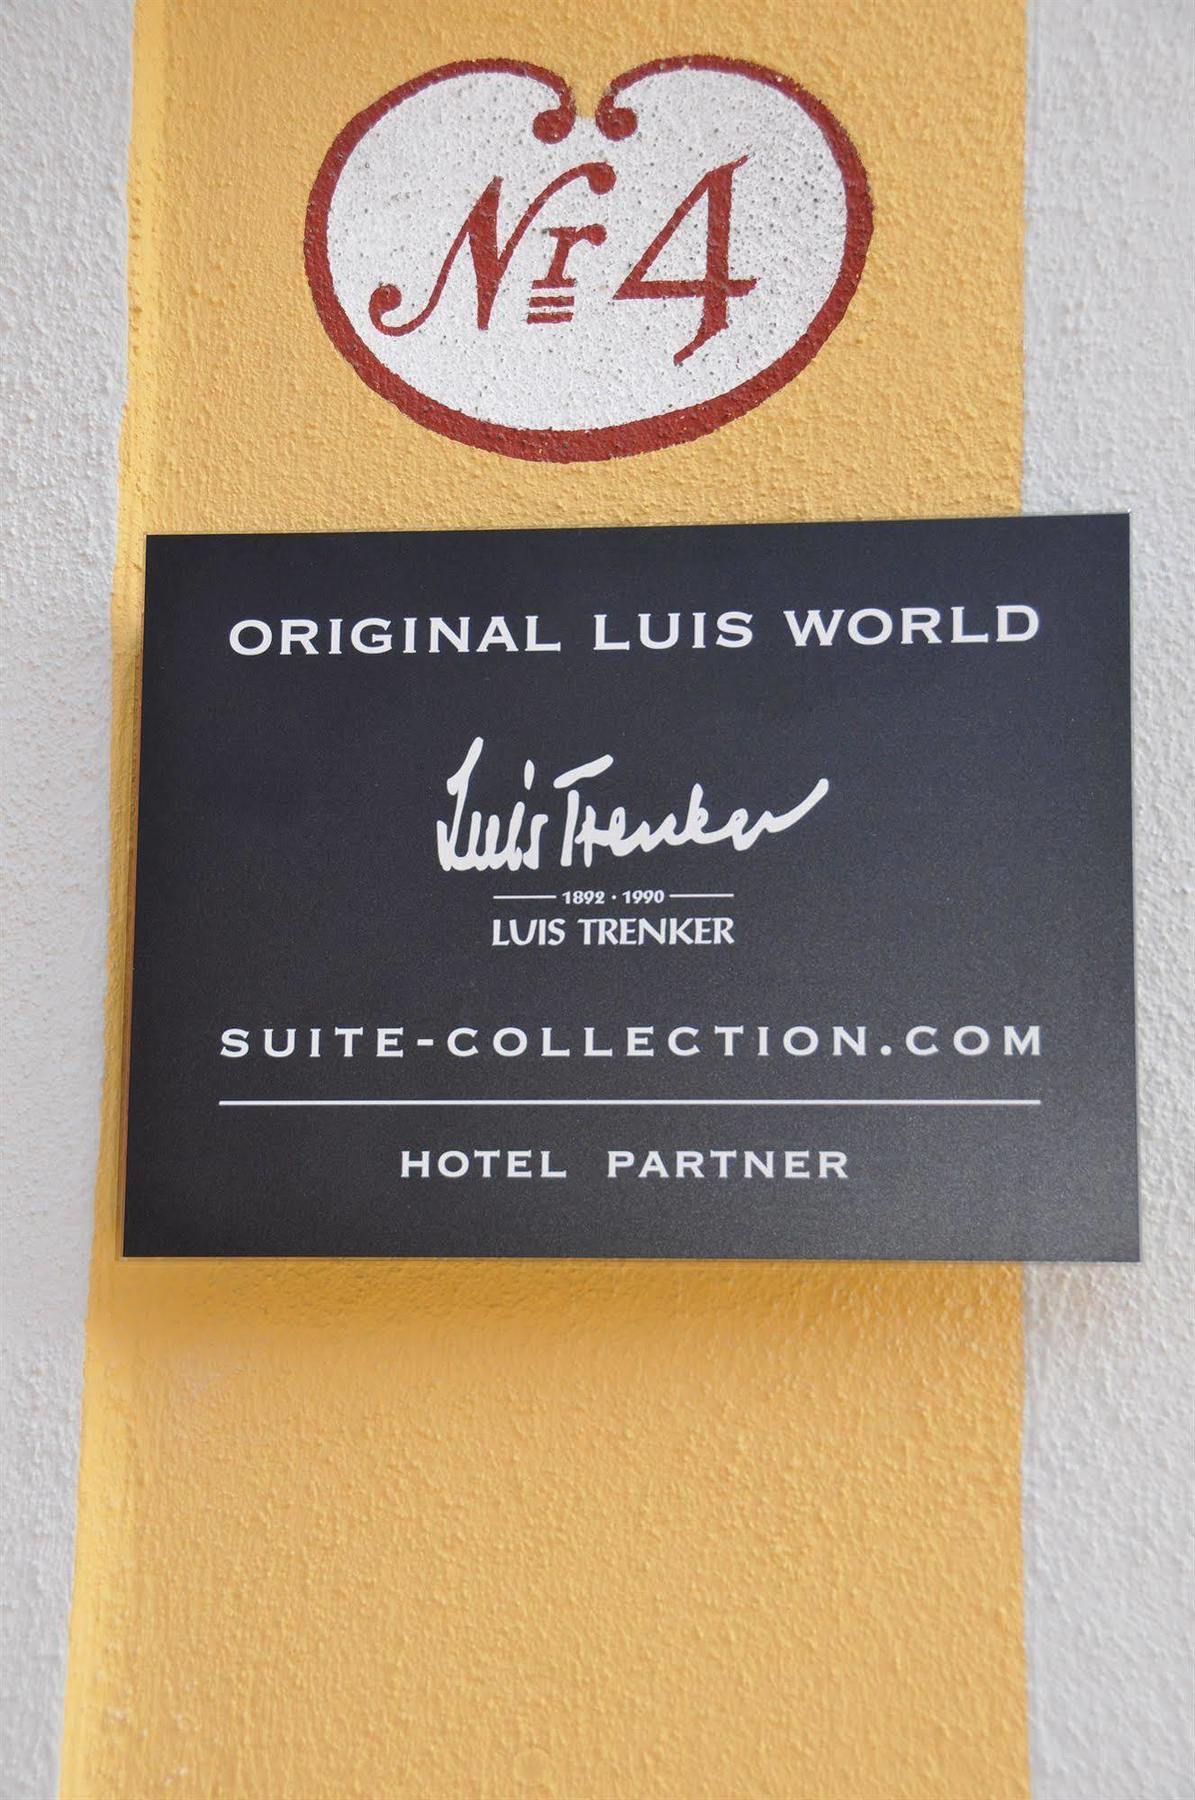 Nr 4
ORIGINAL LUIS WORLD
Luis Trenker
1892 · 1990
LUIS TRENKER
SUITE-COLLECTION.COM
HOTEL PARTNER